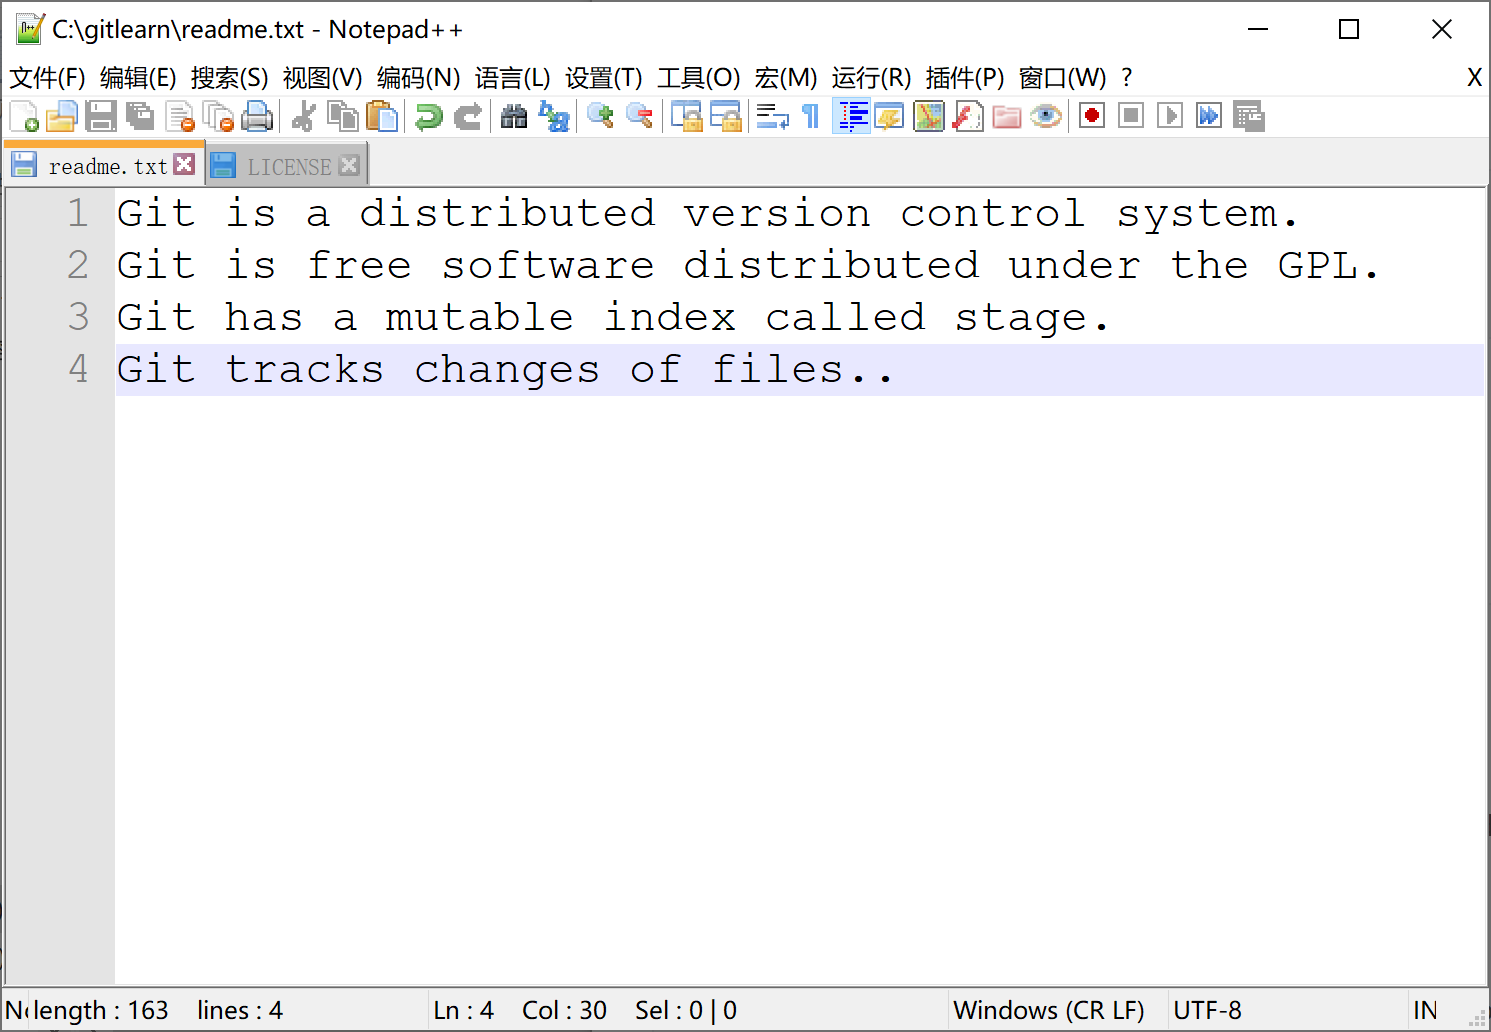 C:\gitlearn\readme.txt - Notepad++
文件(F) 编辑(E) 搜索(S) 视图(V) 编码(N) 语言(L) 设置(T) 工具(O) 宏(M) 运行(R) 插件(P) 窗口(W) ? X
readme.txt LICENSE
1 Git is a distributed version control system.
2 Git is free software distributed under the GPL.
3 Git has a mutable index called stage.
4 Git tracks changes of files..
length : 163 lines : 4 Ln : 4 Col : 30 Sel : 0 | 0 Windows (CR LF) UTF-8 IN